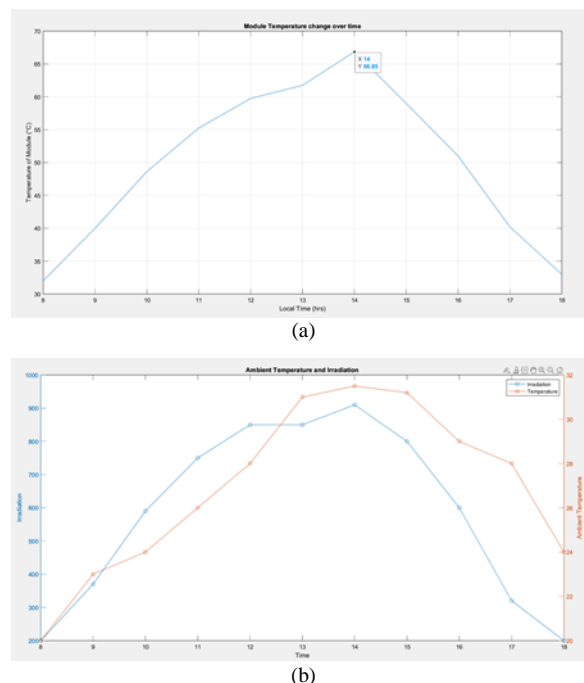 Module Temperature change over time
70
65
60
55
50
45
40
35
30
Temperature of Module (°C)
X 14
Y 66.85
8 9 10 11 12 13 14 15 16 17 18
Local Time (hrs)
(a)
Ambient Temperature and Irradiation
1000
900
800
700
600
500
400
300
200
Irradiation
Irradiation
Temperature
32
30
28
26
24
22
20
Ambient Temperature
8 9 10 11 12 13 14 15 16 17 18
Time
(b)